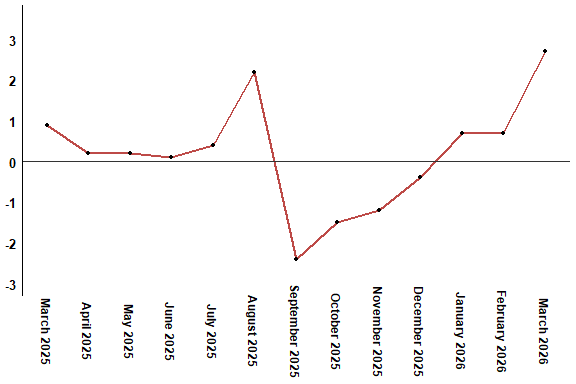 3
2
1
0
-1
-2
-3
March 2025
April 2025
May 2025
June 2025
July 2025
August 2025
September 2025
October 2025
November 2025
December 2025
January 2026
February 2026
March 2026